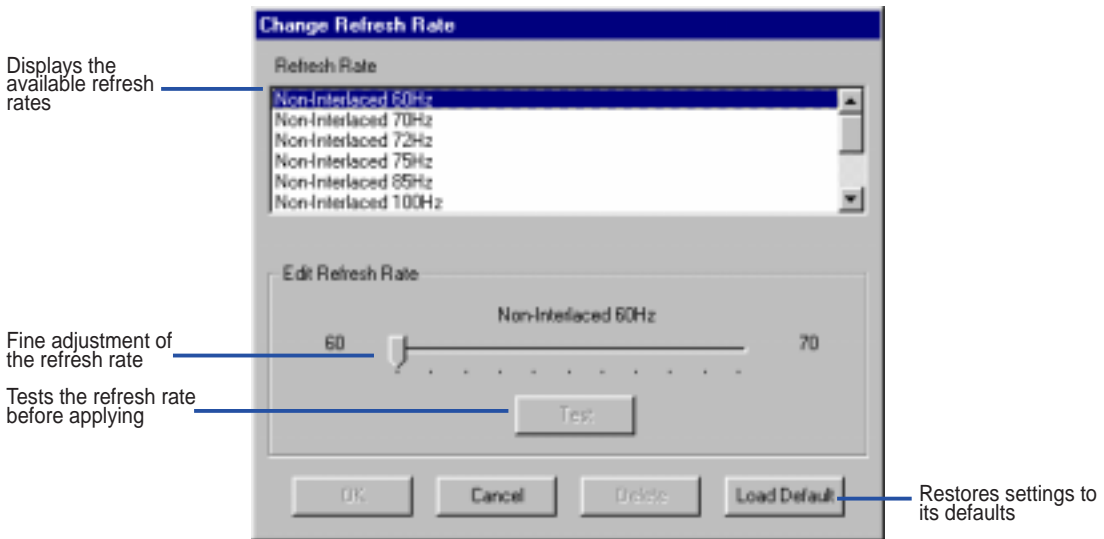 Change Refresh Rate
Refresh Rate
Displays the
available refresh
rates
Non-Interlaced 60Hz
Non-Interlaced 70Hz
Non-Interlaced 72Hz
Non-Interlaced 75Hz
Non-Interlaced 85Hz
Non-Interlaced 100Hz
Edit Refresh Rate
Non-Interlaced 60Hz
Fine adjustment of
the refresh rate
60
70
Tests the refresh rate
before applying
Test
OK
Cancel
Delete
Load Default
Restores settings to
its defaults